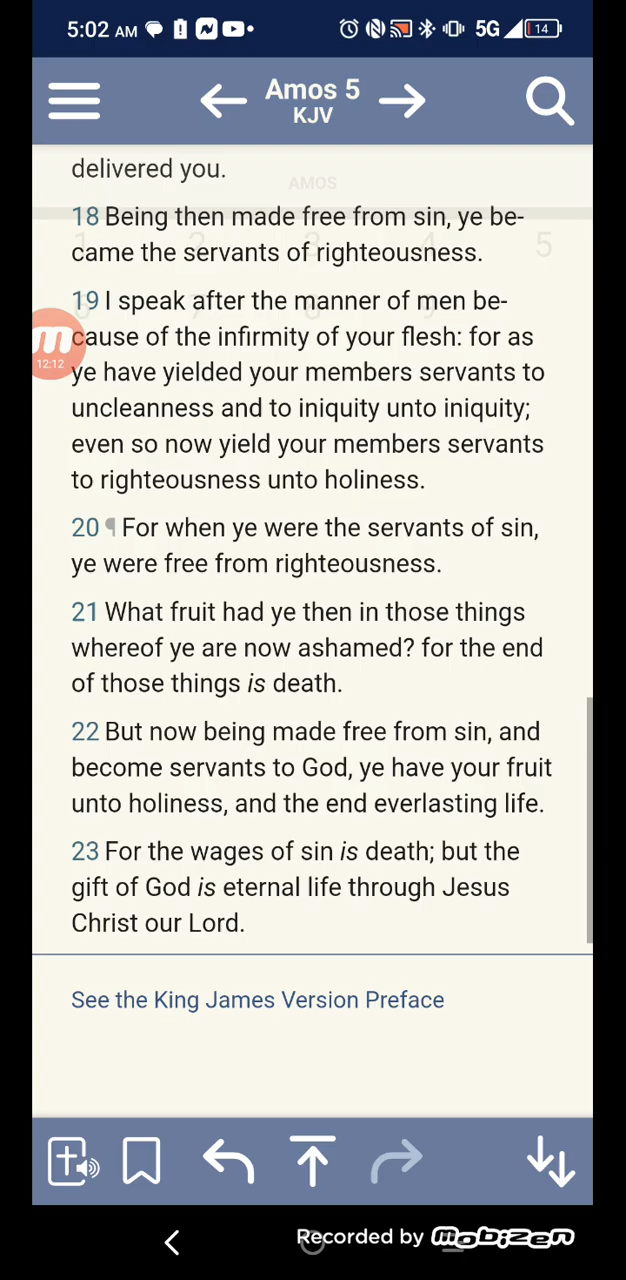 5:02 AM 5G 14
Amos 5
KJV
delivered you.
AMOS
18 Being then made free from sin, ye be-
came the servants of righteousness.
1 2 3 4 5
19 I speak after the manner of men be-
cause of the infirmity of your flesh: for as
12:12
ye have yielded your members servants to
uncleanness and to iniquity unto iniquity;
even so now yield your members servants
to righteousness unto holiness.
20 ¶ For when ye were the servants of sin,
ye were free from righteousness.
21 What fruit had ye then in those things
whereof ye are now ashamed? for the end
of those things is death.
22 But now being made free from sin, and
become servants to God, ye have your fruit
unto holiness, and the end everlasting life.
23 For the wages of sin is death; but the
gift of God is eternal life through Jesus
Christ our Lord.
See the King James Version Preface
Recorded by Mobizen